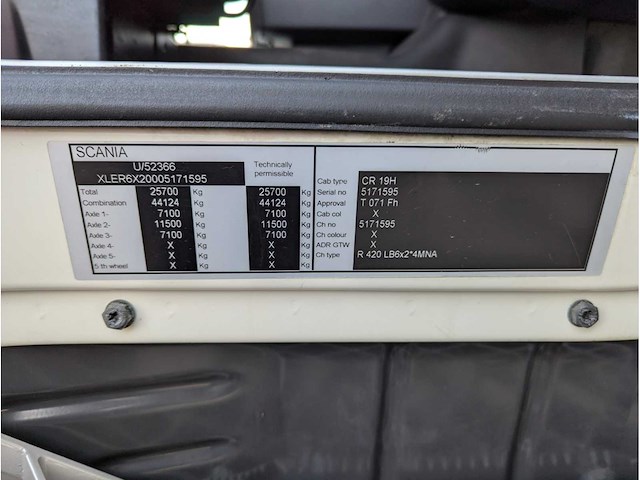 SCANIA
U/52366
XLER6X20005171595
Technically
permissible
Total 25700 Kg 25700 Kg
Combination 44124 Kg 44124 Kg
Axle 1- 7100 Kg 7100 Kg
Axle 2- 11500 Kg 11500 Kg
Axle 3- 7100 Kg 7100 Kg
Axle 4- X Kg X Kg
Axle 5- X Kg X Kg
5 th wheel X Kg X Kg
Cab type CR 19H
Serial no 5171595
Approval T 071 Fh
Cab col X
Ch no 5171595
Ch colour X
ADR GTW X
Ch type R 420 LB6x2*4MNA